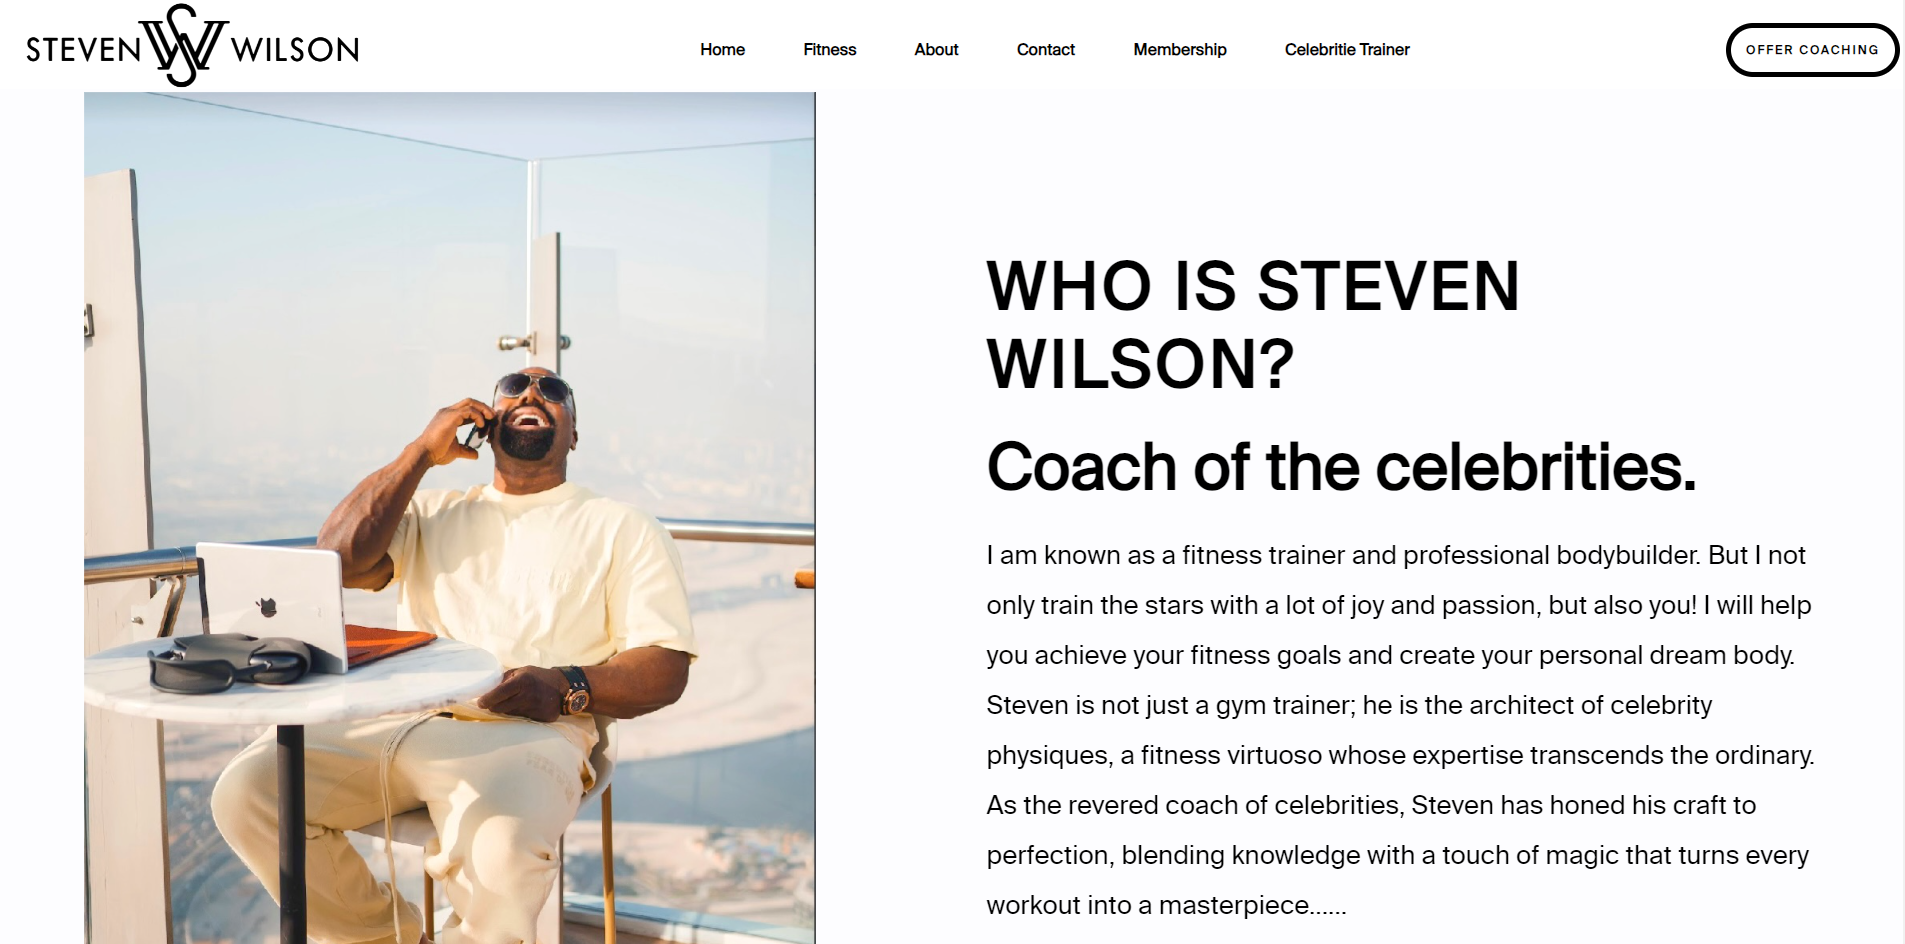 STEVEN SW WILSON
Home Fitness About Contact Membership Celebritie Trainer
OFFER COACHING
WHO IS STEVEN
WILSON?
Coach of the celebrities.
I am known as a fitness trainer and professional bodybuilder. But I not
only train the stars with a lot of joy and passion, but also you! I will help
you achieve your fitness goals and create your personal dream body.
Steven is not just a gym trainer; he is the architect of celebrity
physiques, a fitness virtuoso whose expertise transcends the ordinary.
As the revered coach of celebrities, Steven has honed his craft to
perfection, blending knowledge with a touch of magic that turns every
workout into a masterpiece......